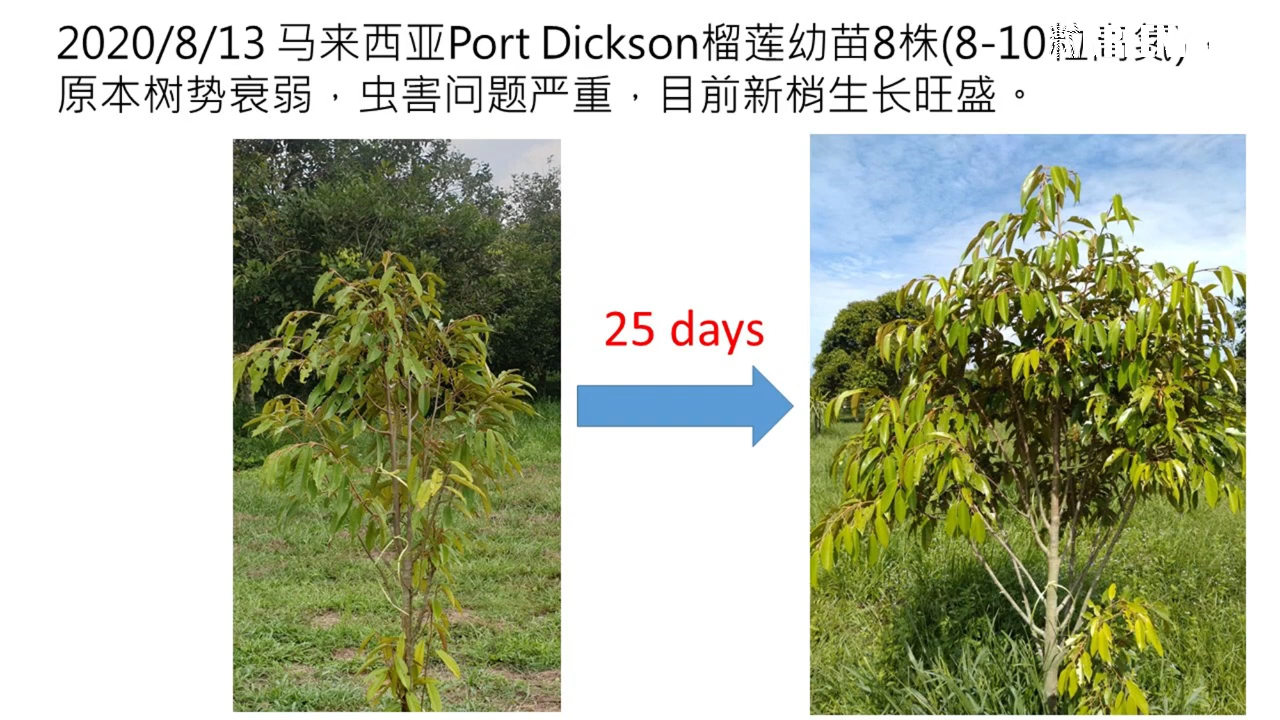 2020/8/13 马来西亚Port Dickson榴莲幼苗8株(8-10
原本树势衰弱，虫害问题严重，目前新梢生长旺盛。
25 days